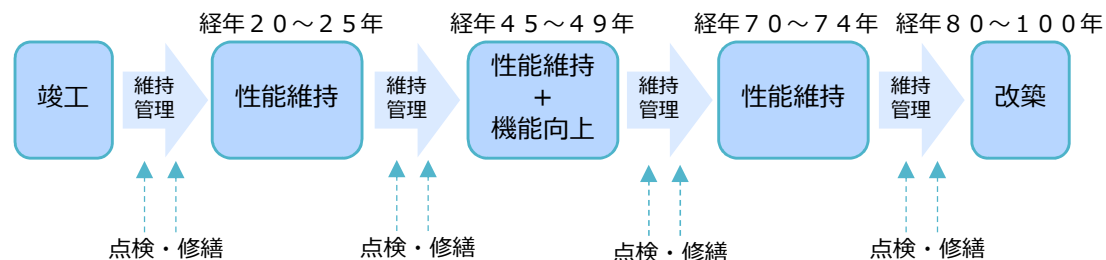 経年２０～２５年
経年４５～４９年
経年７０～７４年
経年８０～１００年
竣工
維持
管理
性能維持
維持
管理
性能維持
＋
機能向上
維持
管理
性能維持
維持
管理
改築
点検・修繕
点検・修繕
点検・修繕
点検・修繕